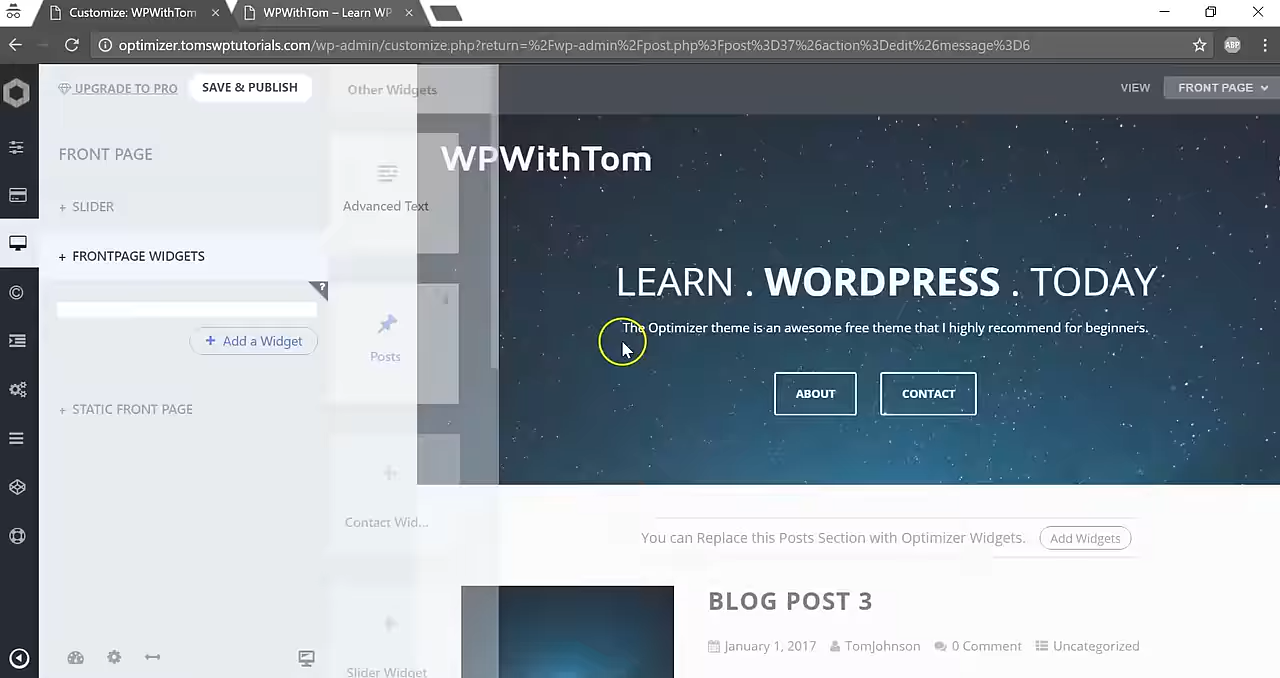 Customize: WPWithTom
WPWithTom – Learn WP
optimizer.tomswptutorials.com/wp-admin/customize.php?return=%2Fwp-admin%2Fpost.php%3Fpost%3D37%26action%3Dedit%26message%3D6
ABP
UPGRADE TO PRO
SAVE & PUBLISH
Other Widgets
VIEW
FRONT PAGE
FRONT PAGE
WPWithTom
+ SLIDER
Advanced Text
+ FRONTPAGE WIDGETS
LEARN . WORDPRESS . TODAY
?
The Optimizer theme is an awesome free theme that I highly recommend for beginners.
+ Add a Widget
Posts
ABOUT
CONTACT
+ STATIC FRONT PAGE
Contact Wid...
You can Replace this Posts Section with Optimizer Widgets.
Add Widgets
BLOG POST 3
January 1, 2017
TomJohnson
0 Comment
Uncategorized
Slider Widget